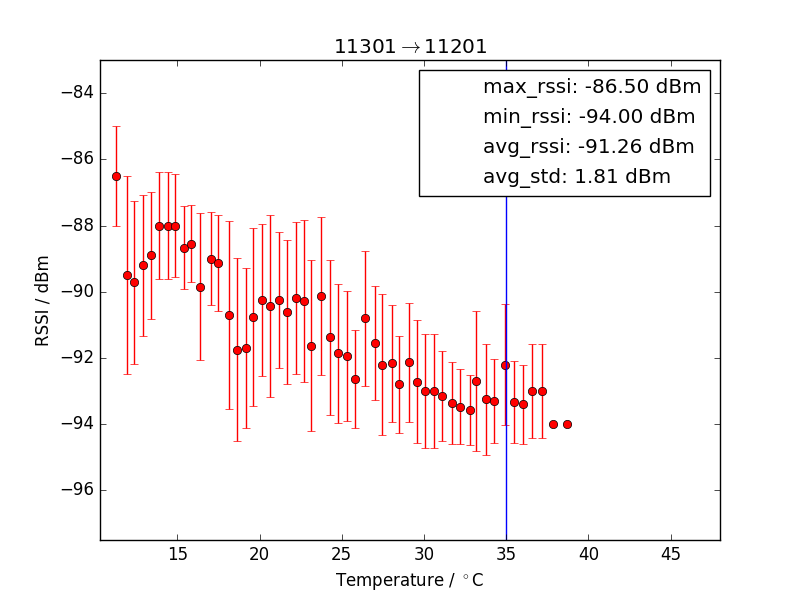 11301→11201
max_rssi: -86.50 dBm
min_rssi: -94.00 dBm
avg_rssi: -91.26 dBm
avg_std: 1.81 dBm
RSSI / dBm
−84
−86
−88
−90
−92
−94
−96
15 20 25 30 35 40 45
Temperature / °C